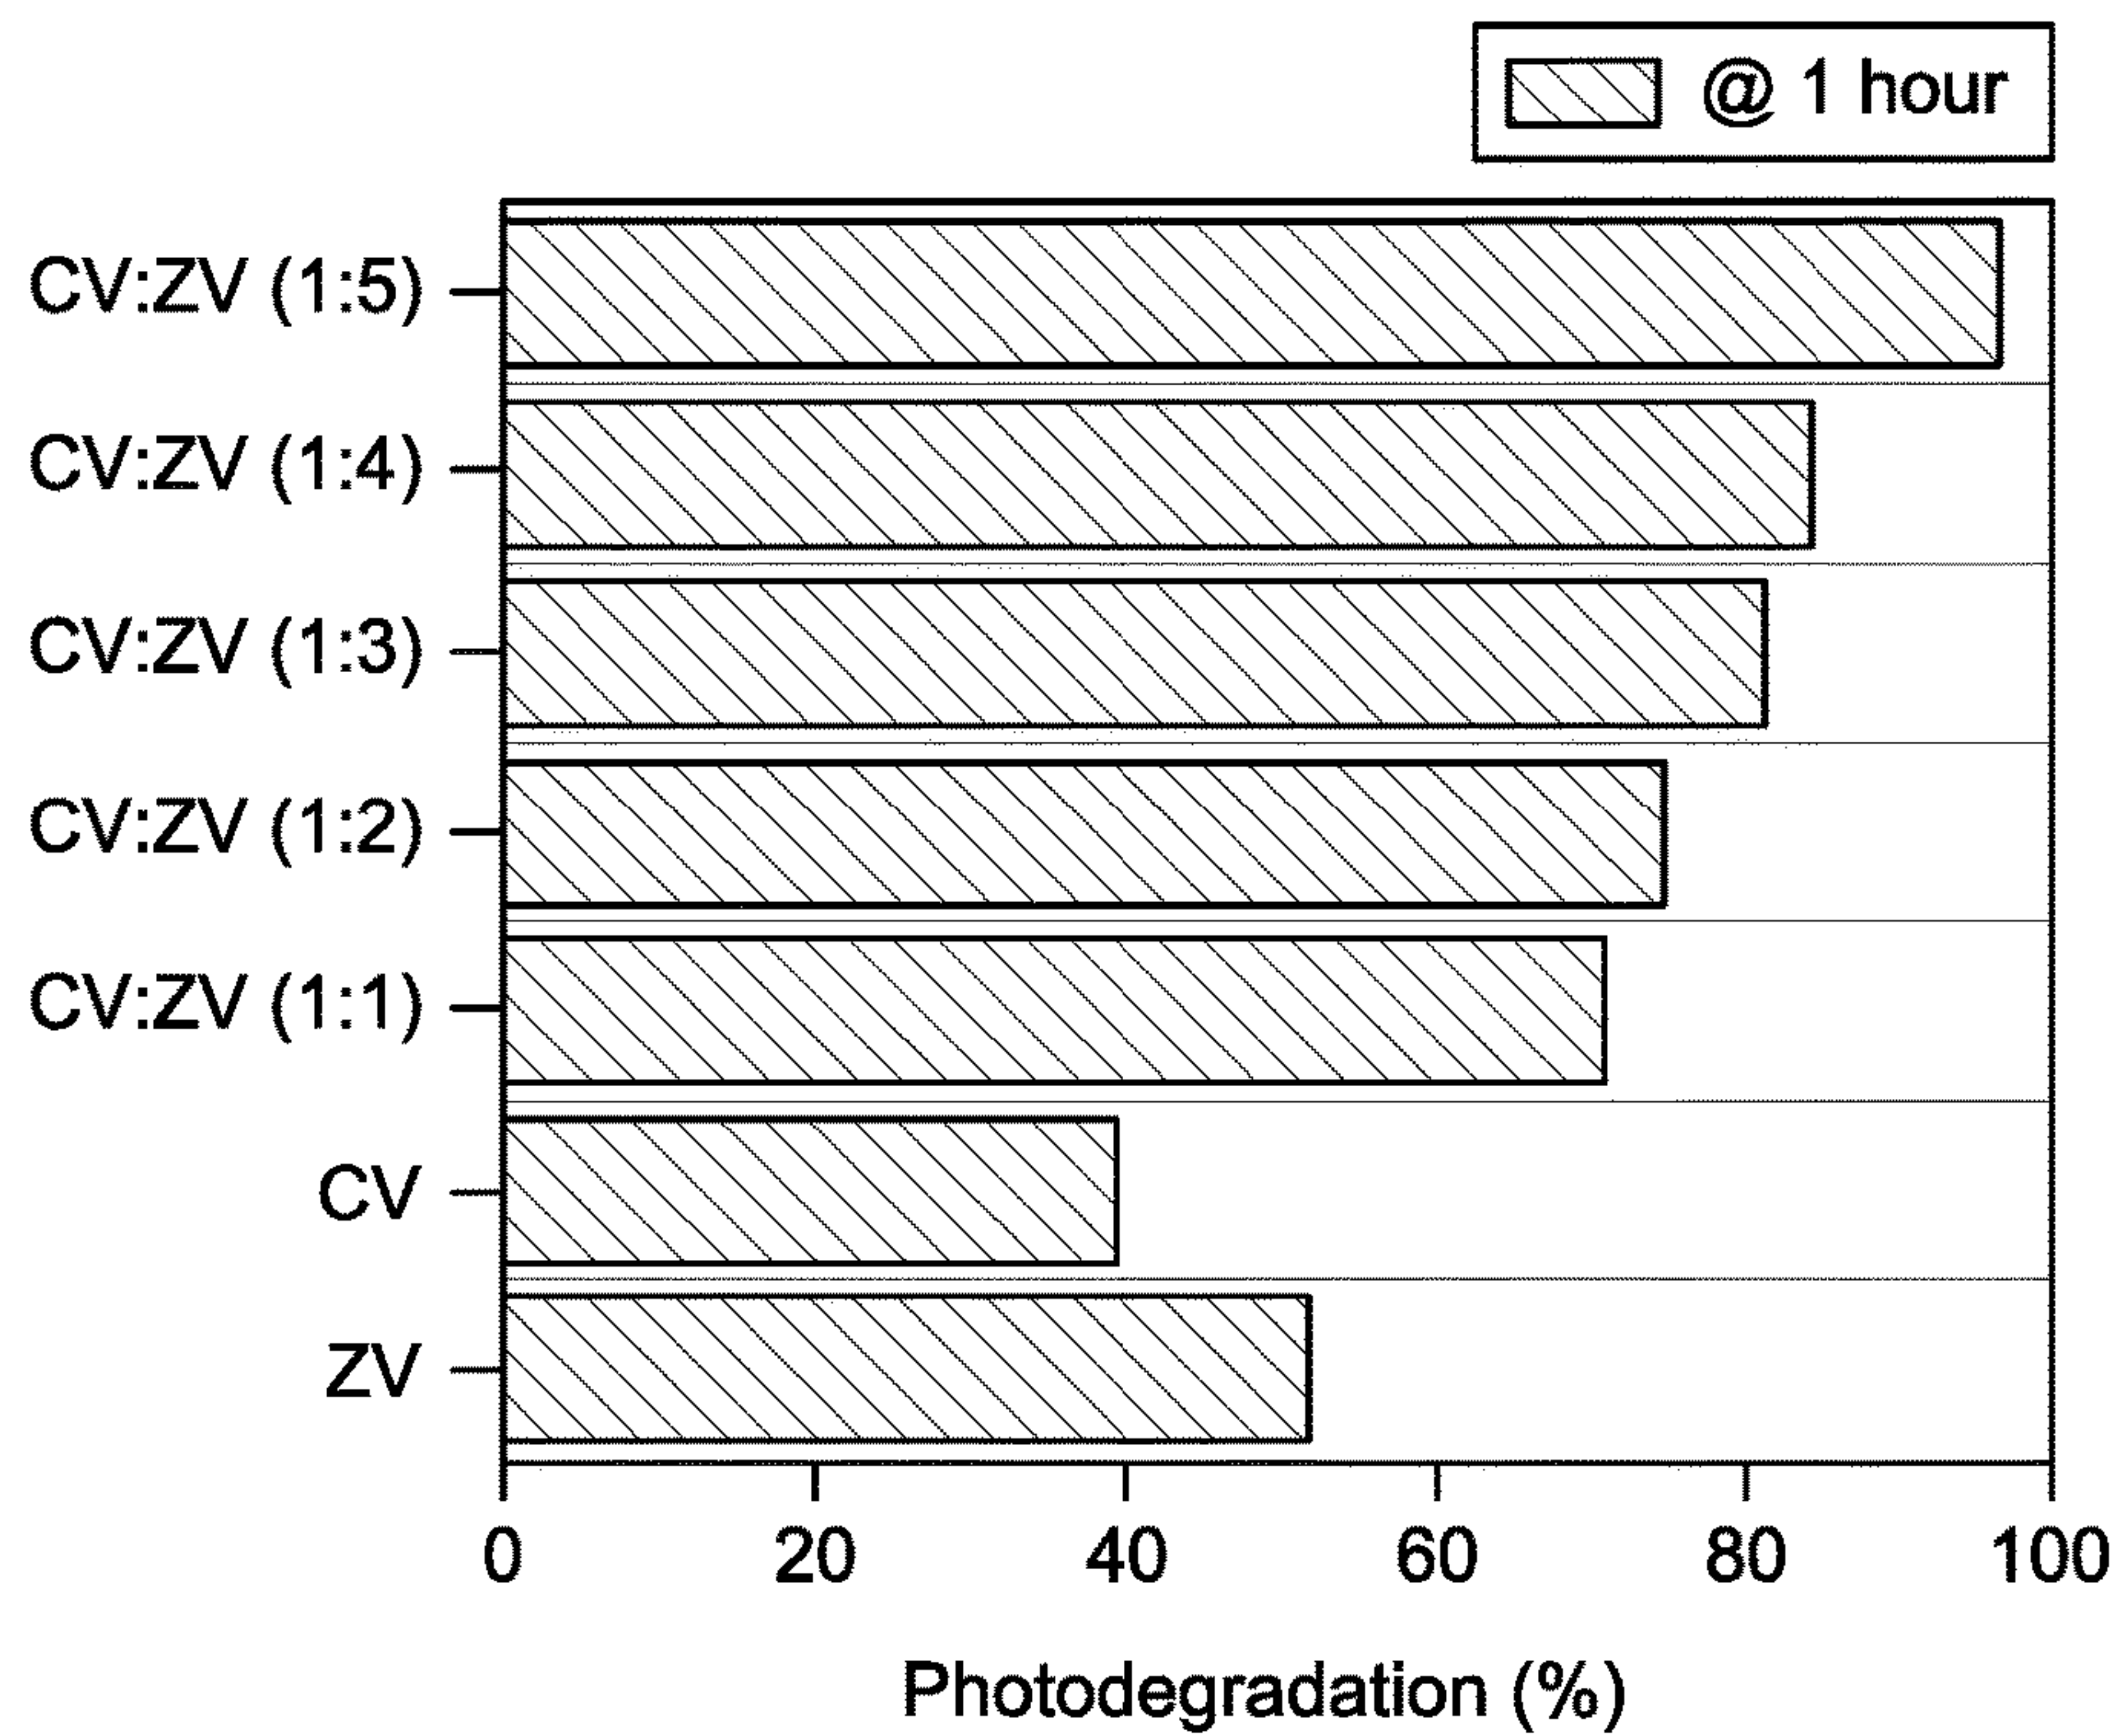 @ 1 hour
CV:ZV (1:5)
CV:ZV (1:4)
CV:ZV (1:3)
CV:ZV (1:2)
CV:ZV (1:1)
CV
ZV
0 20 40 60 80 100
Photodegradation (%)